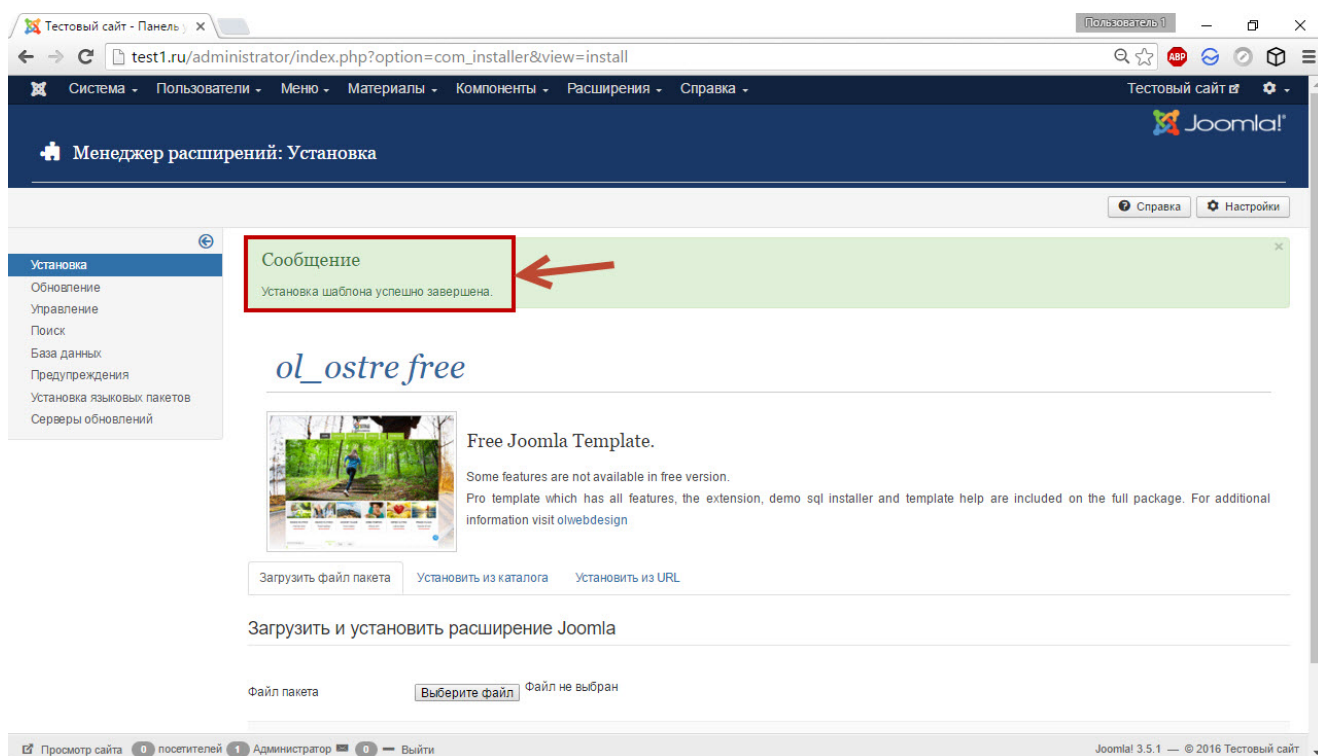 Тестовый сайт - Панель у
Пользователь 1
test1.ru/administrator/index.php?option=com_installer&view=install
ABP
Система Пользователи Меню Материалы Компоненты Расширения Справка Тестовый сайт
Joomla!
Менеджер расширений: Установка
Справка Настройки
Установка
Обновление
Управление
Поиск
База данных
Предупреждения
Установка языковых пакетов
Серверы обновлений
Сообщение
Установка шаблона успешно завершена.
ol_ostre free
Free Joomla Template.
Some features are not available in free version.
Pro template which has all features, the extension, demo sql installer and template help are included on the full package. For additional
information visit olwebdesign
Загрузить файл пакета Установить из каталога Установить из URL
Загрузить и установить расширение Joomla
Файл пакета Выберите файл Файл не выбран
Просмотр сайта 0 посетителей 1 Администратор 0 Выйти
Joomla! 3.5.1 — © 2016 Тестовый сайт